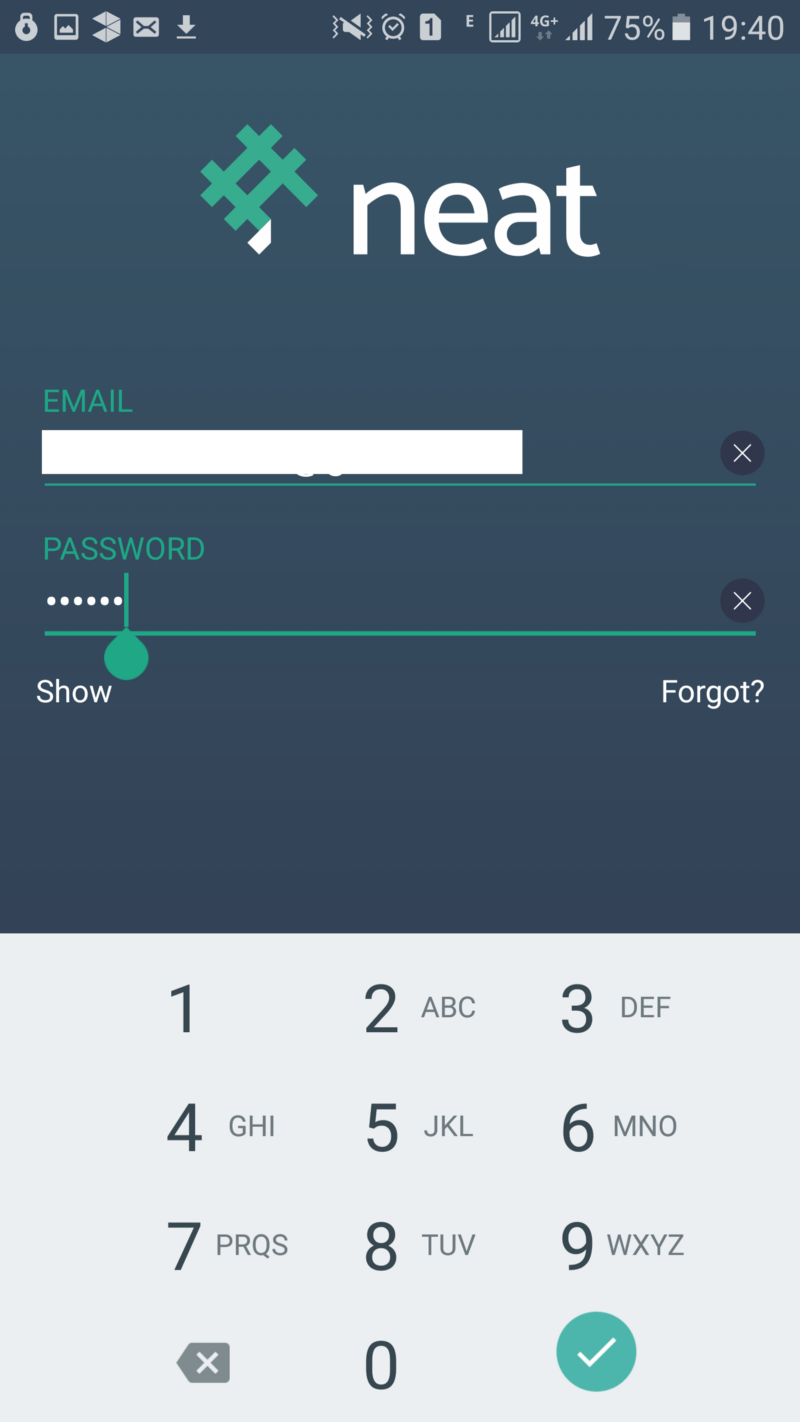 1 E 4G+ 75% 19:40
neat
EMAIL
PASSWORD
••••••
Show Forgot?
1 2 ABC 3 DEF
4 GHI 5 JKL 6 MNO
7 PRQS 8 TUV 9 WXYZ
0